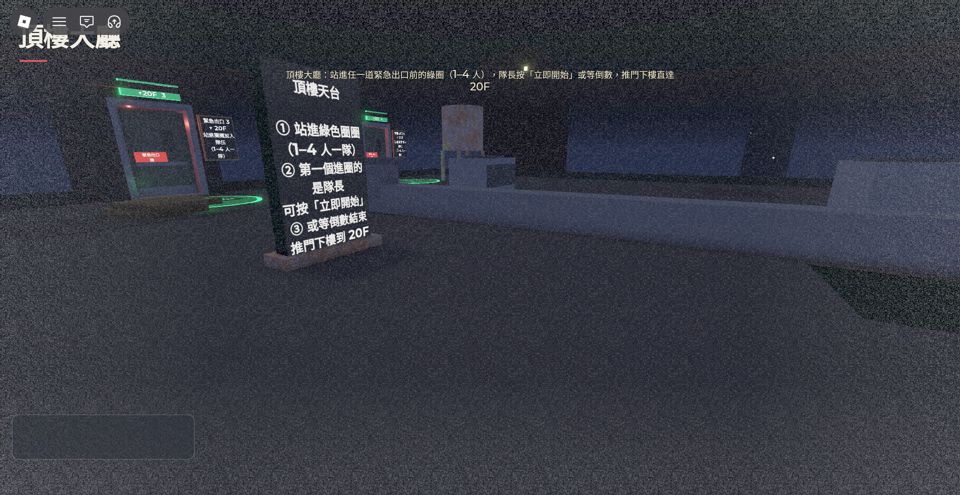 頂樓大廳
頂樓大廳：站進任一道緊急出口前的綠圈（1–4 人），隊長按「立即開始」或等倒數，推門下樓直達
20F
頂樓天台
① 站進綠色圈圈
（1–4 人一隊）
② 第一個進圈的
是隊長
可按「立即開始」
③ 或等倒數結束
推門下樓到 20F
緊急出口 3